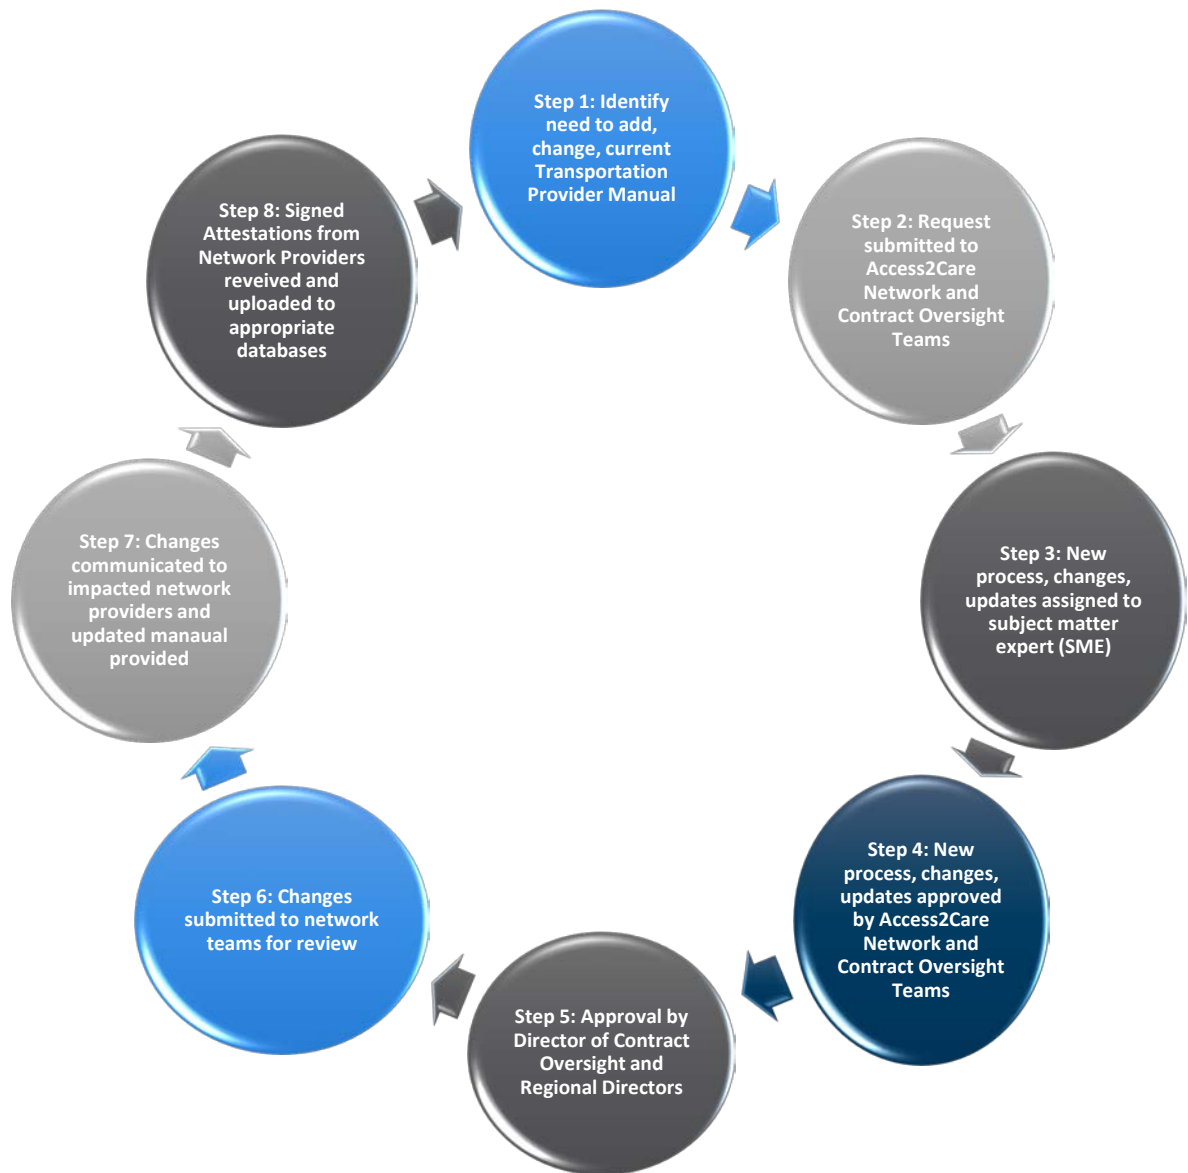 Step 1: Identify
need to add,
change, current
Transportation
Provider Manual
Step 2: Request
submitted to
Access2Care
Network and
Contract Oversight
Teams
Step 3: New
process, changes,
updates assigned to
subject matter
expert (SME)
Step 4: New
process, changes,
updates approved
by Access2Care
Network and
Contract Oversight
Teams
Step 5: Approval by
Director of Contract
Oversight and
Regional Directors
Step 6: Changes
submitted to network
teams for review
Step 7: Changes
communicated to
impacted network
providers and
updated manaual
provided
Step 8: Signed
Attestations from
Network Providers
reveived and
uploaded to
appropriate
databases